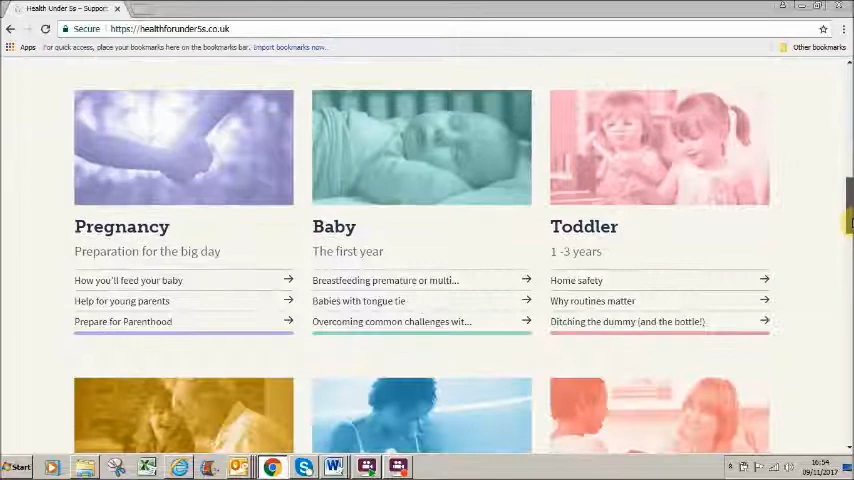 Health Under 5s – Suppor
Secure
https://healthforunder5s.co.uk
Apps
For quick access, place your bookmarks here on the bookmarks bar. Import bookmarks now...
Other bookmarks
Pregnancy
Baby
Toddler
Preparation for the big day
The first year
1 -3 years
How you'll feed your baby
Breastfeeding premature or multi...
Home safety
Help for young parents
Babies with tongue tie
Why routines matter
Prepare for Parenthood
Overcoming common challenges wit...
Ditching the dummy (and the bottle!)
Start
16:54
09/11/2017